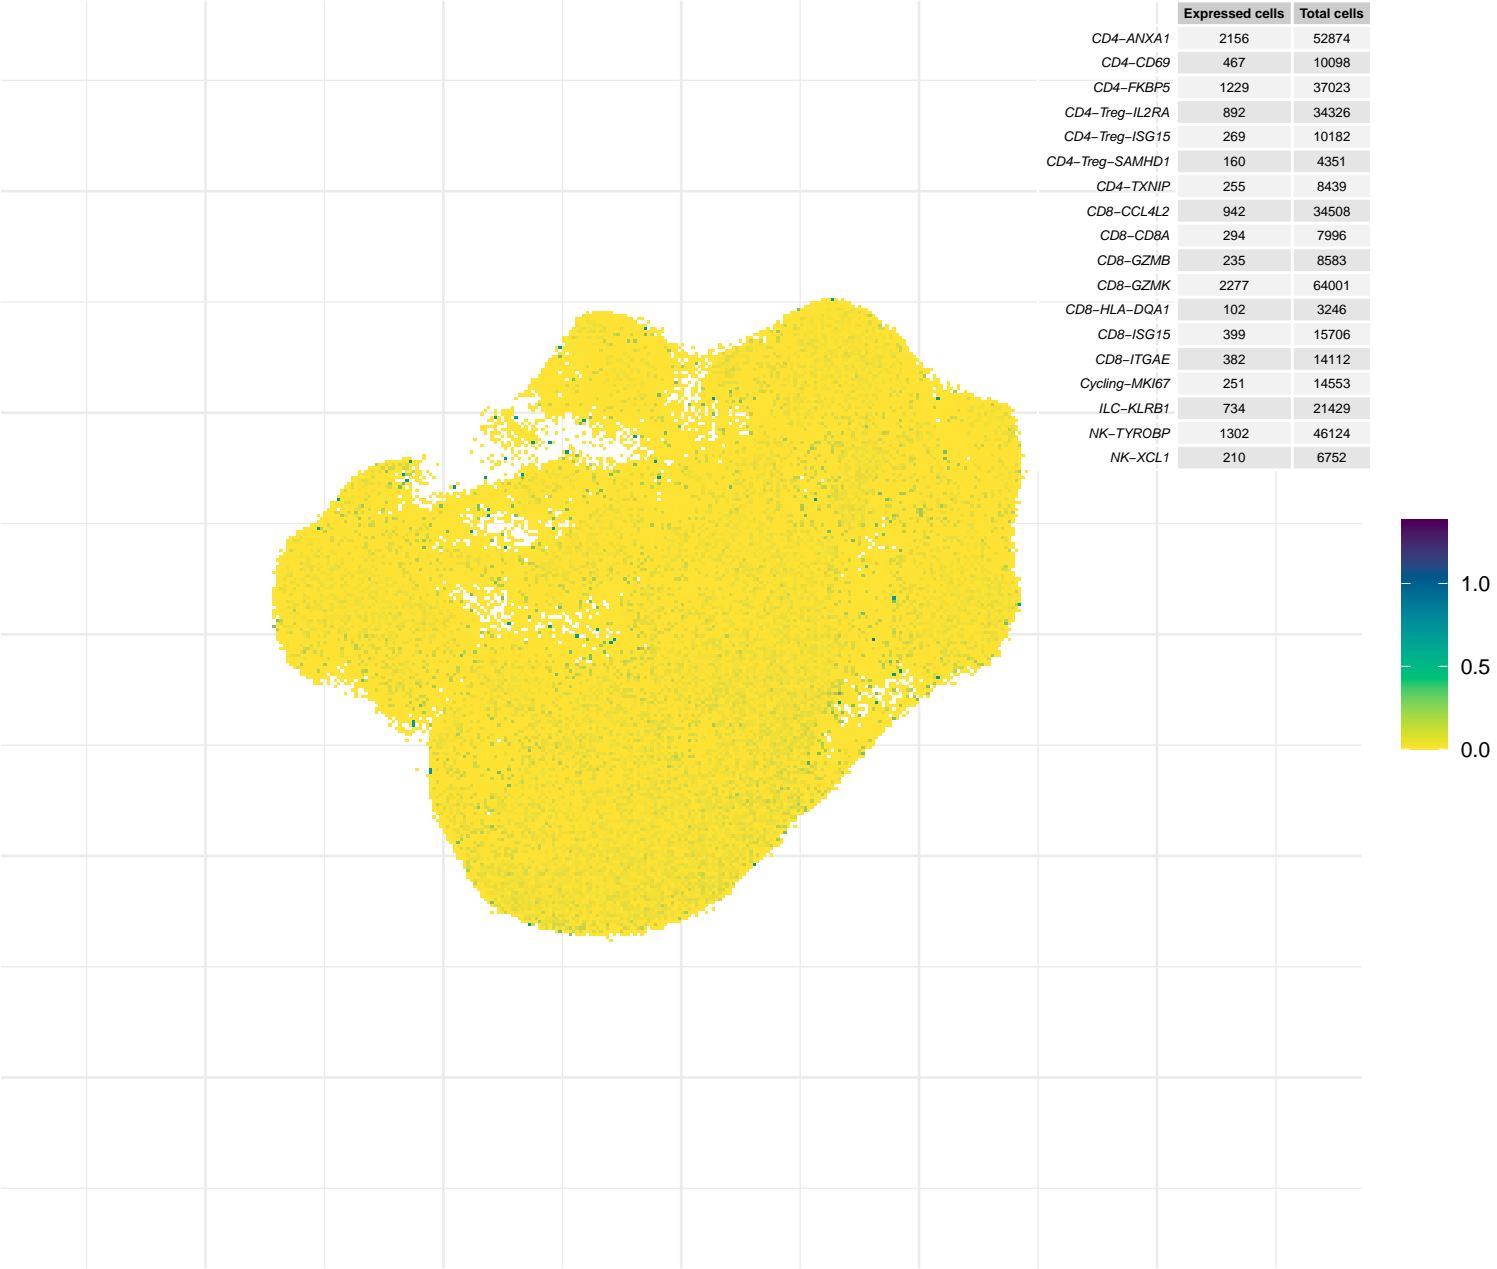 Expressed cells Total cells
CD4−ANXA1 2156 52874
CD4−CD69 467 10098
CD4−FKBP5 1229 37023
CD4−Treg−IL2RA 892 34326
CD4−Treg−ISG15 269 10182
CD4−Treg−SAMHD1 160 4351
CD4−TXNIP 255 8439
CD8−CCL4L2 942 34508
CD8−CD8A 294 7996
CD8−GZMB 235 8583
CD8−GZMK 2277 64001
CD8−HLA−DQA1 102 3246
CD8−ISG15 399 15706
CD8−ITGAE 382 14112
Cycling−MKI67 251 14553
ILC−KLRB1 734 21429
NK−TYROBP 1302 46124
NK−XCL1 210 6752
1.0
0.5
0.0